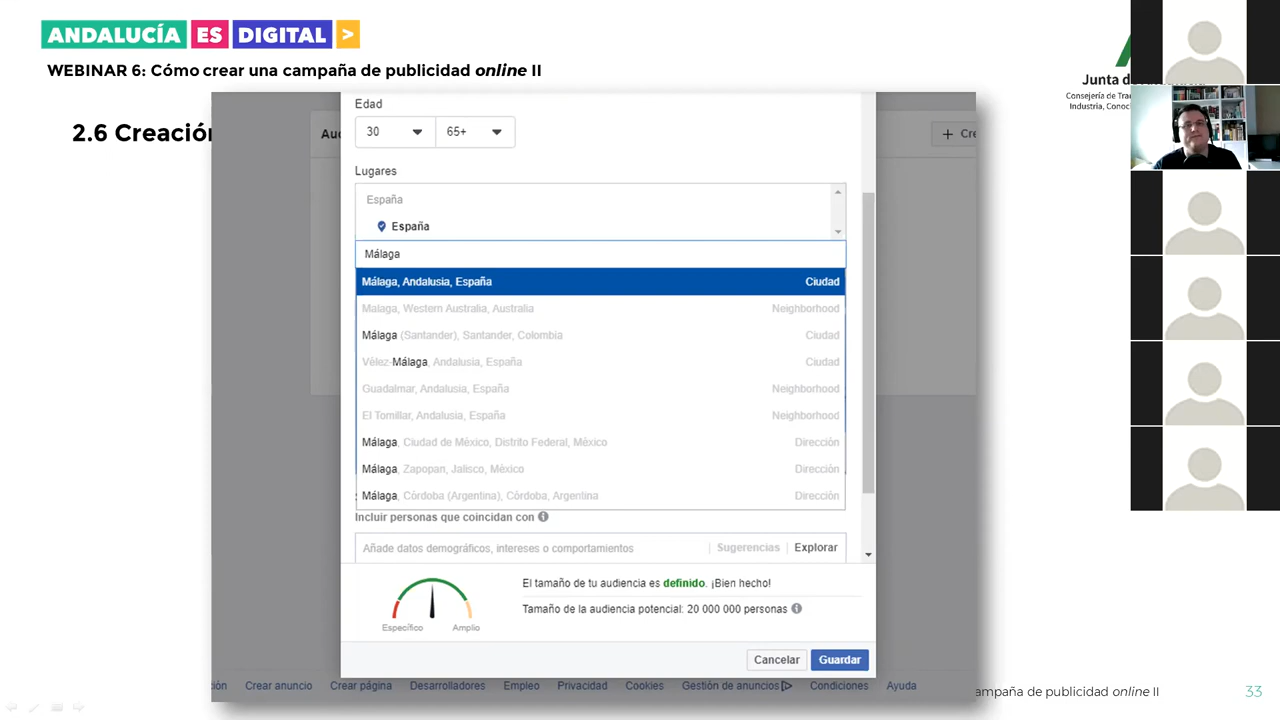 ANDALUCÍA ES DIGITAL >
WEBINAR 6: Cómo crear una campaña de publicidad online II
Junta de
Consejería de
Industria,
2.6 Creación
Edad
30 65+
Lugares
España
España
Málaga
Málaga, Andalusia, España Ciudad
Malaga, Western Australia, Australia Neighborhood
Málaga (Santander), Santander, Colombia Ciudad
Vélez-Málaga, Andalusia, España Ciudad
Guadalmar, Andalusia, España Neighborhood
El Tomillar, Andalusia, España Neighborhood
Málaga, Ciudad de México, Distrito Federal, México Dirección
Málaga, Zapopan, Jalisco, México Dirección
Málaga, Córdoba (Argentina), Córdoba, Argentina Dirección
Incluir personas que coincidan con
Añade datos demográficos, intereses o comportamientos | Sugerencias | Explorar
El tamaño de tu audiencia es definido. ¡Bien hecho!
Tamaño de la audiencia potencial: 20 000 000 personas
Específico Amplio
Cancelar Guardar
Crear anuncio Crear página Desarrolladores Empleo Privacidad Cookies Gestión de anuncios Condiciones Ayuda
ampaña de publicidad online II 33